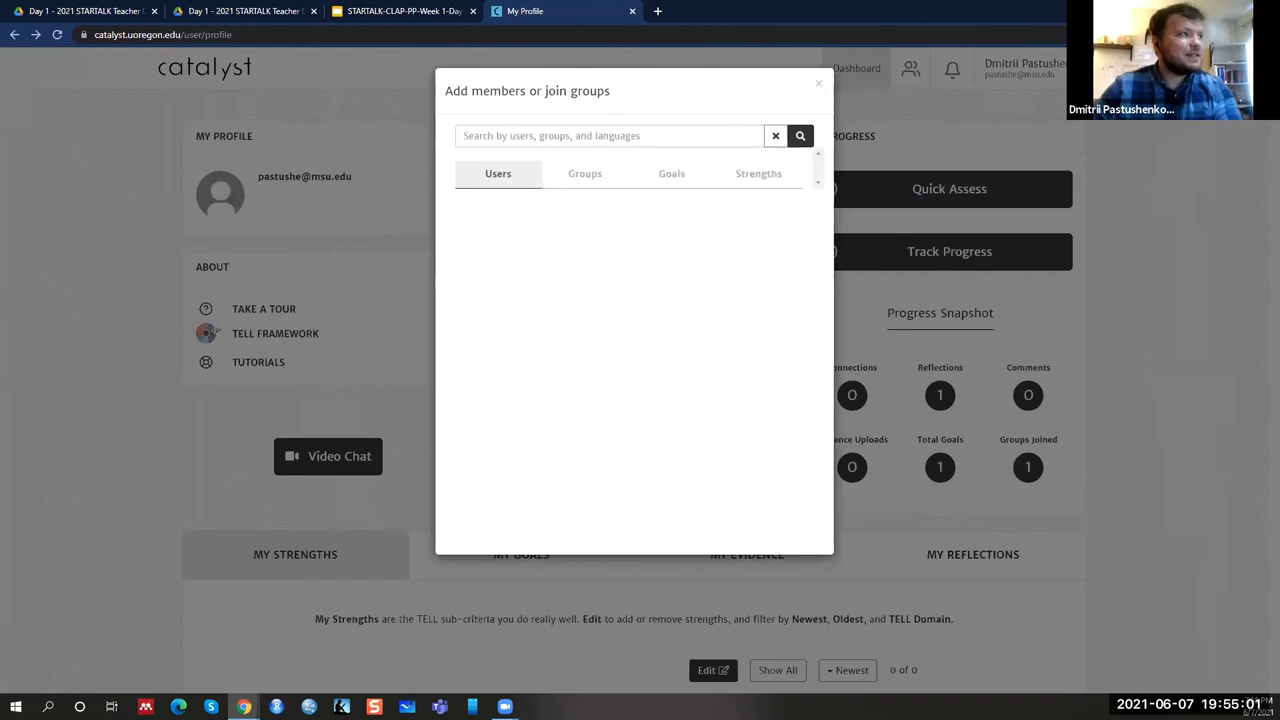 Day 1 - 2021 STARTALK Teacher D
Day 1 - 2021 STARTALK Teacher D
STARTALK-CLAP-PP-Week 1-Day
My Profile
catalyst.uoregon.edu/user/profile
catalyst
Dashboard
Dmitrii Pastushe
pastushe@msu.edu
Dmitrii Pastushenko...
Add members or join groups
×
Search by users, groups, and languages
Users
Groups
Goals
Strengths
MY PROFILE
pastushe@msu.edu
ABOUT
TAKE A TOUR
TELL FRAMEWORK
TUTORIALS
Video Chat
ROGRESS
Quick Assess
Track Progress
Progress Snapshot
onnections
Reflections
Comments
0
1
0
ence Uploads
Total Goals
Groups Joined
0
1
1
MY STRENGTHS
MY GOALS
MY EVIDENCE
MY REFLECTIONS
My Strengths are the TELL sub-criteria you do really well. Edit to add or remove strengths, and filter by Newest, Oldest, and TELL Domain.
Edit
Show All
Newest
0 of 0
2021-06-07 19:55:01